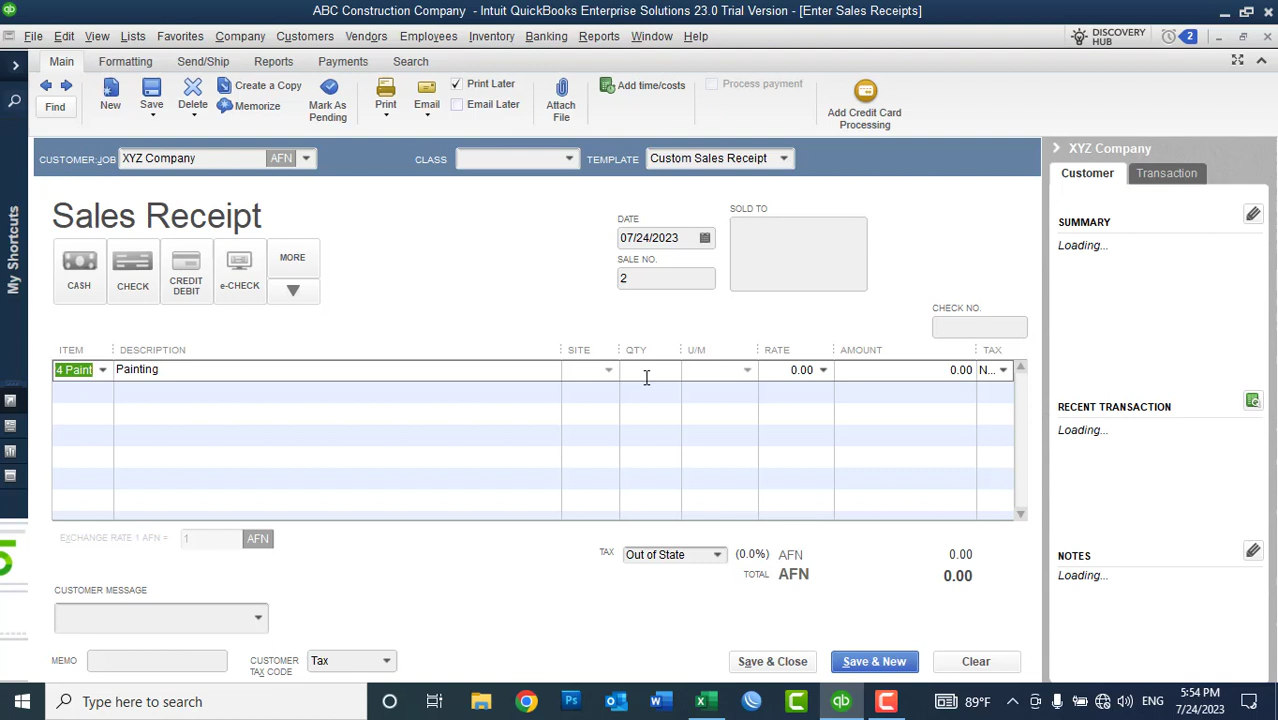 ABC Construction Company - Intuit QuickBooks Enterprise Solutions 23.0 Trial Version - [Enter Sales Receipts]
File Edit View Lists Favorites Company Customers Vendors Employees Inventory Banking Reports Window Help
DISCOVERY HUB
2
Main Formatting Send/Ship Reports Payments Search
Find
New
Save
Delete
Create a Copy
Memorize
Mark As
Pending
Print
Email
Print Later
Email Later
Attach
File
Add time/costs
Process payment
Add Credit Card
Processing
My Shortcuts
CUSTOMER:JOB XYZ Company AFN CLASS TEMPLATE Custom Sales Receipt
Sales Receipt
CASH
CHECK
CREDIT
DEBIT
e-CHECK
MORE
DATE
07/24/2023
SALE NO.
2
SOLD TO
CHECK NO.
ITEM DESCRIPTION SITE QTY U/M RATE AMOUNT TAX
4 Paint Painting 0.00 0.00 N...
EXCHANGE RATE 1 AFN = 1 AFN
TAX Out of State (0.0%) AFN 0.00
TOTAL AFN 0.00
CUSTOMER MESSAGE
MEMO
CUSTOMER
TAX CODE
Tax
Save & Close Save & New Clear
XYZ Company
Customer Transaction
SUMMARY
Loading...
RECENT TRANSACTION
Loading...
NOTES
Loading...
Type here to search
89°F
ENG
5:54 PM
7/24/2023